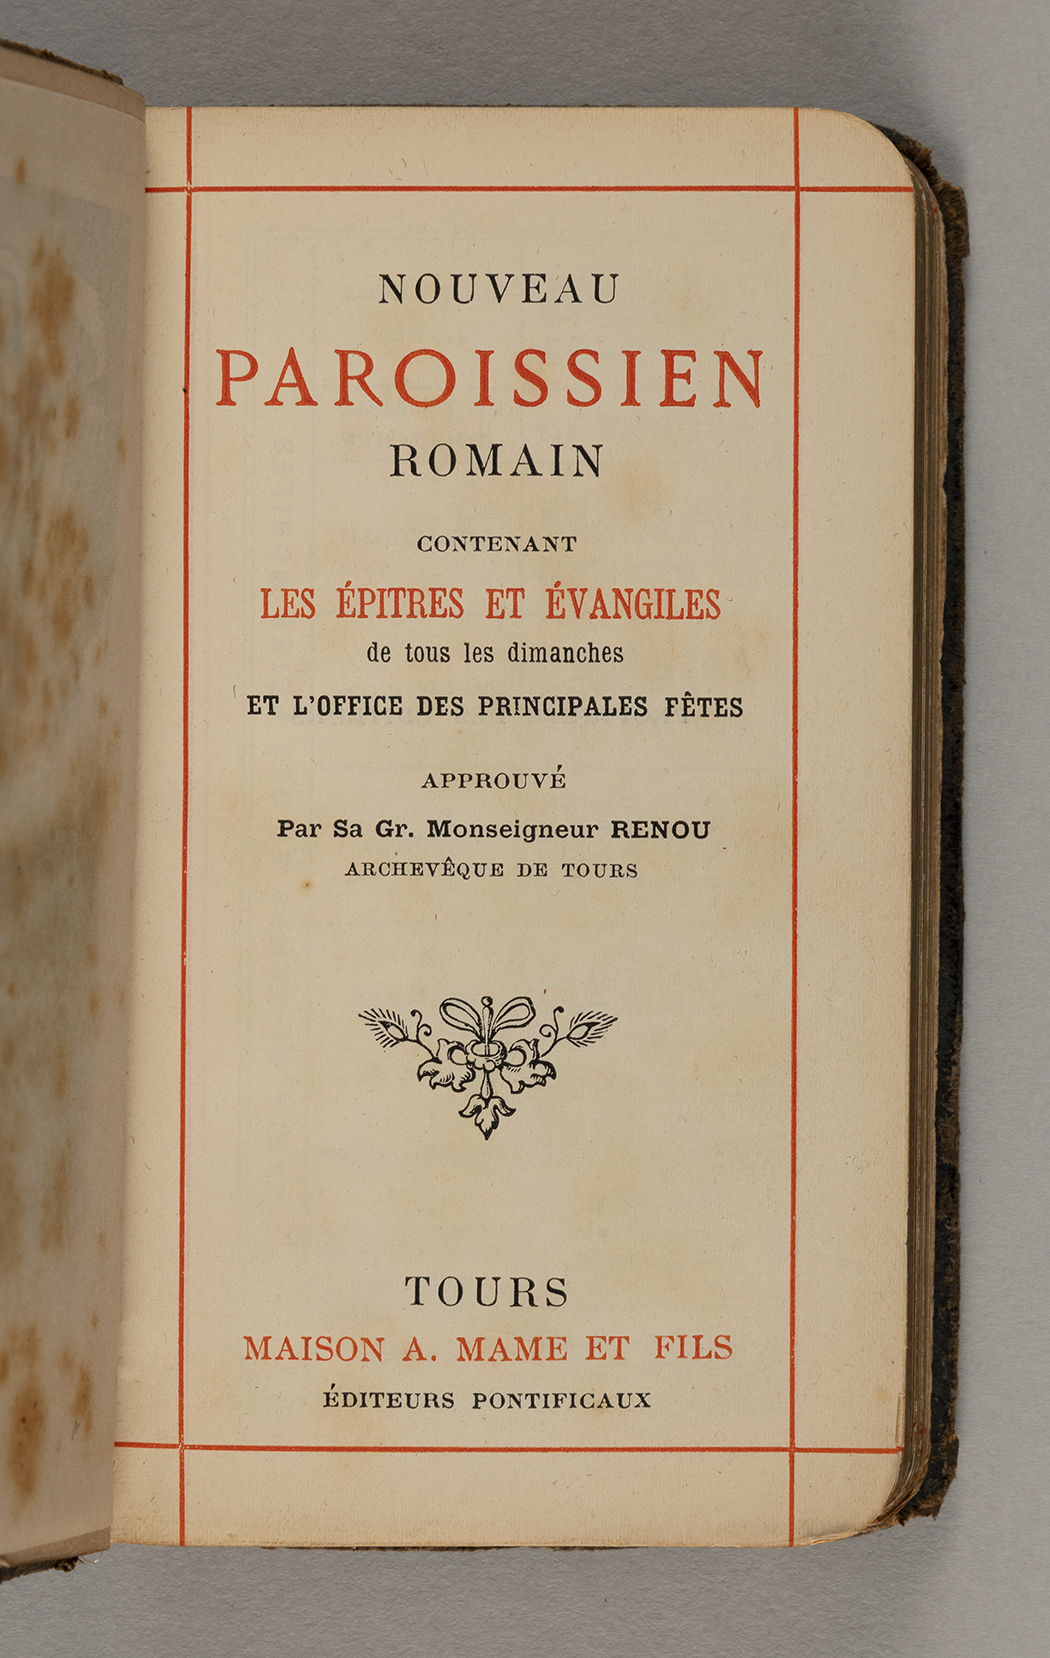 NOUVEAU
PAROISSIEN
ROMAIN
CONTENANT
LES ÉPITRES ET ÉVANGILES
de tous les dimanches
ET L'OFFICE DES PRINCIPALES FÊTES
APPROUVÉ
Par Sa Gr. Monseigneur RENOU
ARCHEVÊQUE DE TOURS
TOURS
MAISON A. MAME ET FILS
ÉDITEURS PONTIFICAUX